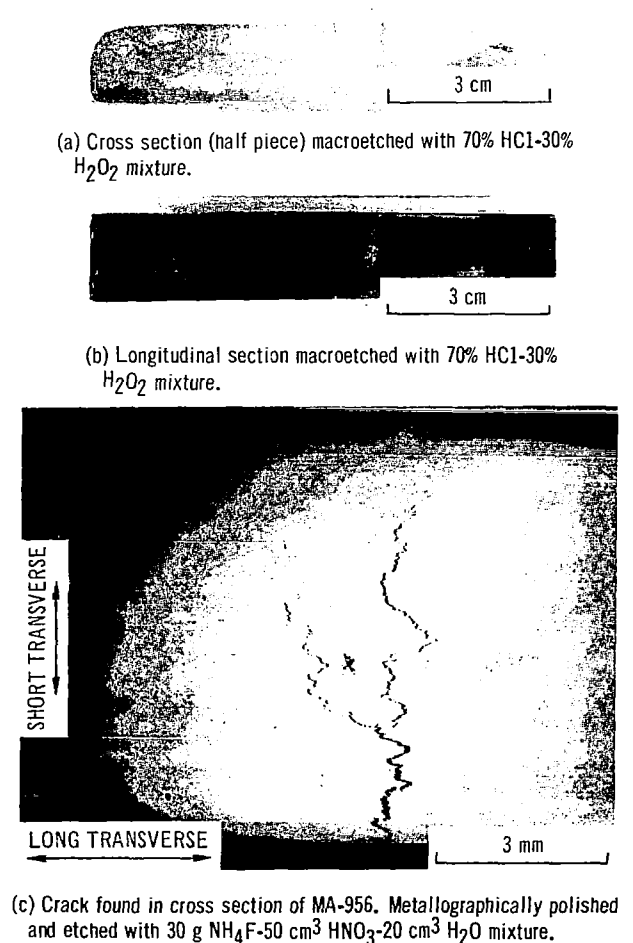 3 cm
(a) Cross section (half piece) macroetched with 70% HCl-30%
H2O2 mixture.
3 cm
(b) Longitudinal section macroetched with 70% HCl-30%
H2O2 mixture.
SHORT TRANSVERSE
LONG TRANSVERSE
3 mm
(c) Crack found in cross section of MA-956. Metallographically polished
and etched with 30 g NH4F-50 cm³ HNO3-20 cm³ H2O mixture.